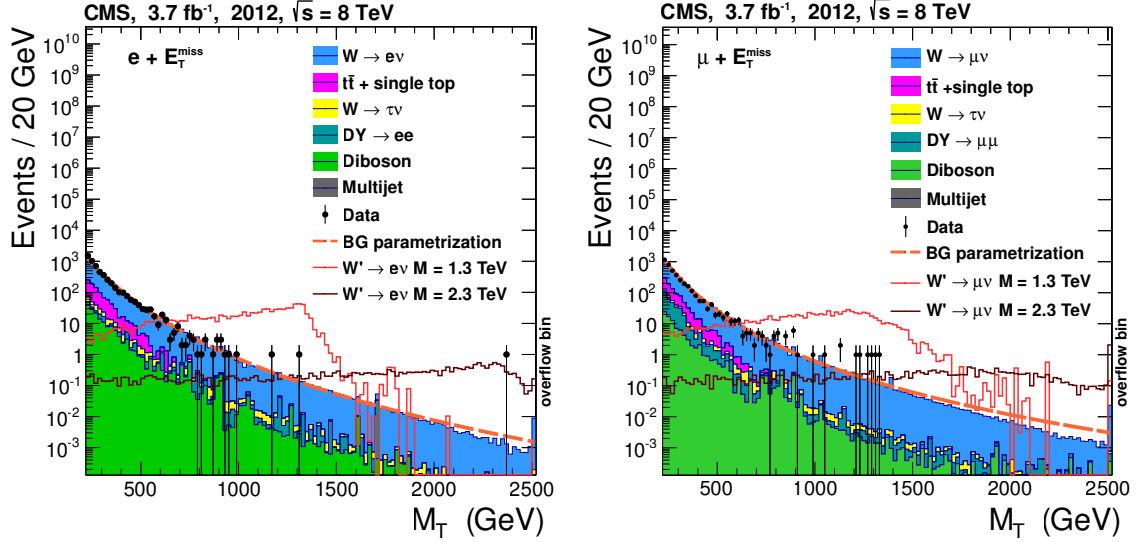 CMS, 3.7 fb⁻¹, 2012, √s = 8 TeV
Events / 20 GeV
10¹⁰
10⁹
10⁸
10⁷
10⁶
10⁵
10⁴
10³
10²
10
1
10⁻¹
10⁻²
10⁻³
e + E_T^miss
W → eν
tt̄ + single top
W → τν
DY → ee
Diboson
Multijet
Data
BG parametrization
W' → eν M = 1.3 TeV
W' → eν M = 2.3 TeV
overflow bin
500 1000 1500 2000 2500
M_T (GeV)
CMS, 3.7 fb⁻¹, 2012, √s = 8 TeV
Events / 20 GeV
10¹⁰
10⁹
10⁸
10⁷
10⁶
10⁵
10⁴
10³
10²
10
1
10⁻¹
10⁻²
10⁻³
μ + E_T^miss
W → μν
tt̄ +single top
W → τν
DY → μμ
Diboson
Multijet
Data
BG parametrization
W' → μν M = 1.3 TeV
W' → μν M = 2.3 TeV
overflow bin
500 1000 1500 2000 2500
M_T (GeV)